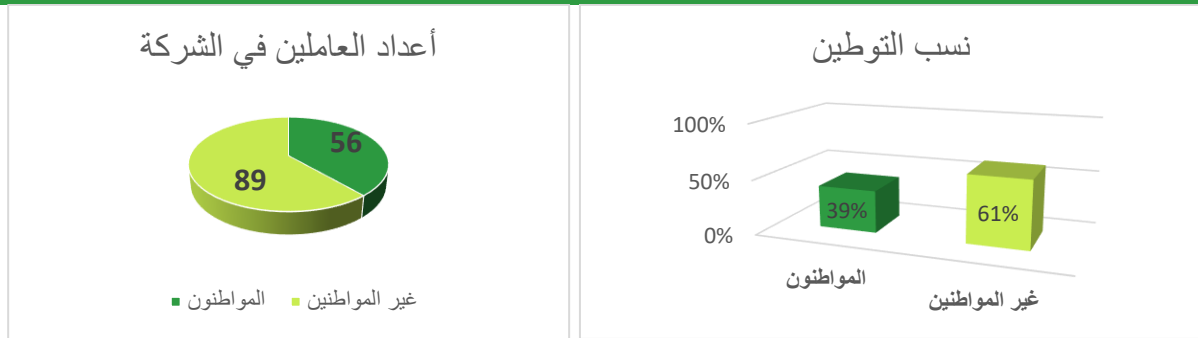 نسب التوطين
100%
50%
0%
39%
61%
المواطنون
غير المواطنين
أعداد العاملين في الشركة
56
89
المواطنون
غير المواطنين